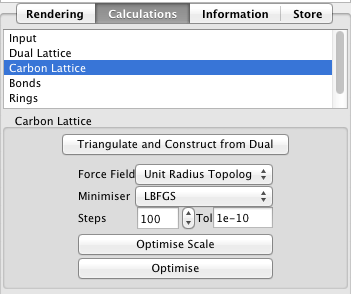 Rendering Calculations Information Store
Input
Dual Lattice
Carbon Lattice
Bonds
Rings
Carbon Lattice
Triangulate and Construct from Dual
Force Field Unit Radius Topolog
Minimiser LBFGS
Steps 100 Tol 1e-10
Optimise Scale
Optimise